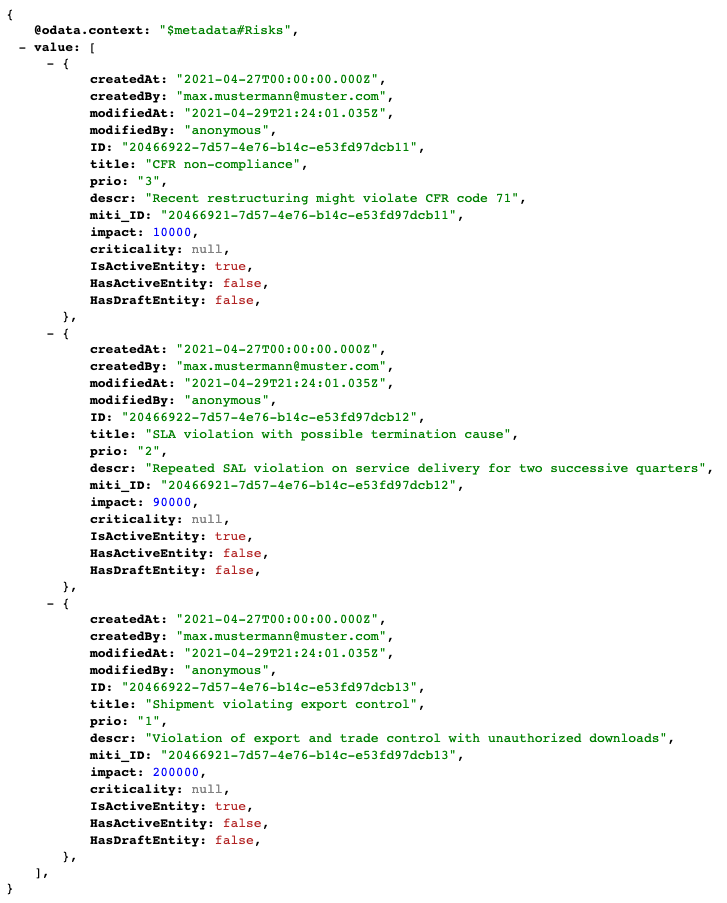 {
@odata.context: "$metadata#Risks",
– value: [
– {
createdAt: "2021-04-27T00:00:00.000Z",
createdBy: "max.mustermann@muster.com",
modifiedAt: "2021-04-29T21:24:01.035Z",
modifiedBy: "anonymous",
ID: "20466922-7d57-4e76-b14c-e53fd97dcb11",
title: "CFR non-compliance",
prio: "3",
descr: "Recent restructuring might violate CFR code 71",
miti_ID: "20466921-7d57-4e76-b14c-e53fd97dcb11",
impact: 10000,
criticality: null,
IsActiveEntity: true,
HasActiveEntity: false,
HasDraftEntity: false,
},
– {
createdAt: "2021-04-27T00:00:00.000Z",
createdBy: "max.mustermann@muster.com",
modifiedAt: "2021-04-29T21:24:01.035Z",
modifiedBy: "anonymous",
ID: "20466922-7d57-4e76-b14c-e53fd97dcb12",
title: "SLA violation with possible termination cause",
prio: "2",
descr: "Repeated SAL violation on service delivery for two successive quarters",
miti_ID: "20466921-7d57-4e76-b14c-e53fd97dcb12",
impact: 90000,
criticality: null,
IsActiveEntity: true,
HasActiveEntity: false,
HasDraftEntity: false,
},
– {
createdAt: "2021-04-27T00:00:00.000Z",
createdBy: "max.mustermann@muster.com",
modifiedAt: "2021-04-29T21:24:01.035Z",
modifiedBy: "anonymous",
ID: "20466922-7d57-4e76-b14c-e53fd97dcb13",
title: "Shipment violating export control",
prio: "1",
descr: "Violation of export and trade control with unauthorized downloads",
miti_ID: "20466921-7d57-4e76-b14c-e53fd97dcb13",
impact: 200000,
criticality: null,
IsActiveEntity: true,
HasActiveEntity: false,
HasDraftEntity: false,
},
],
}